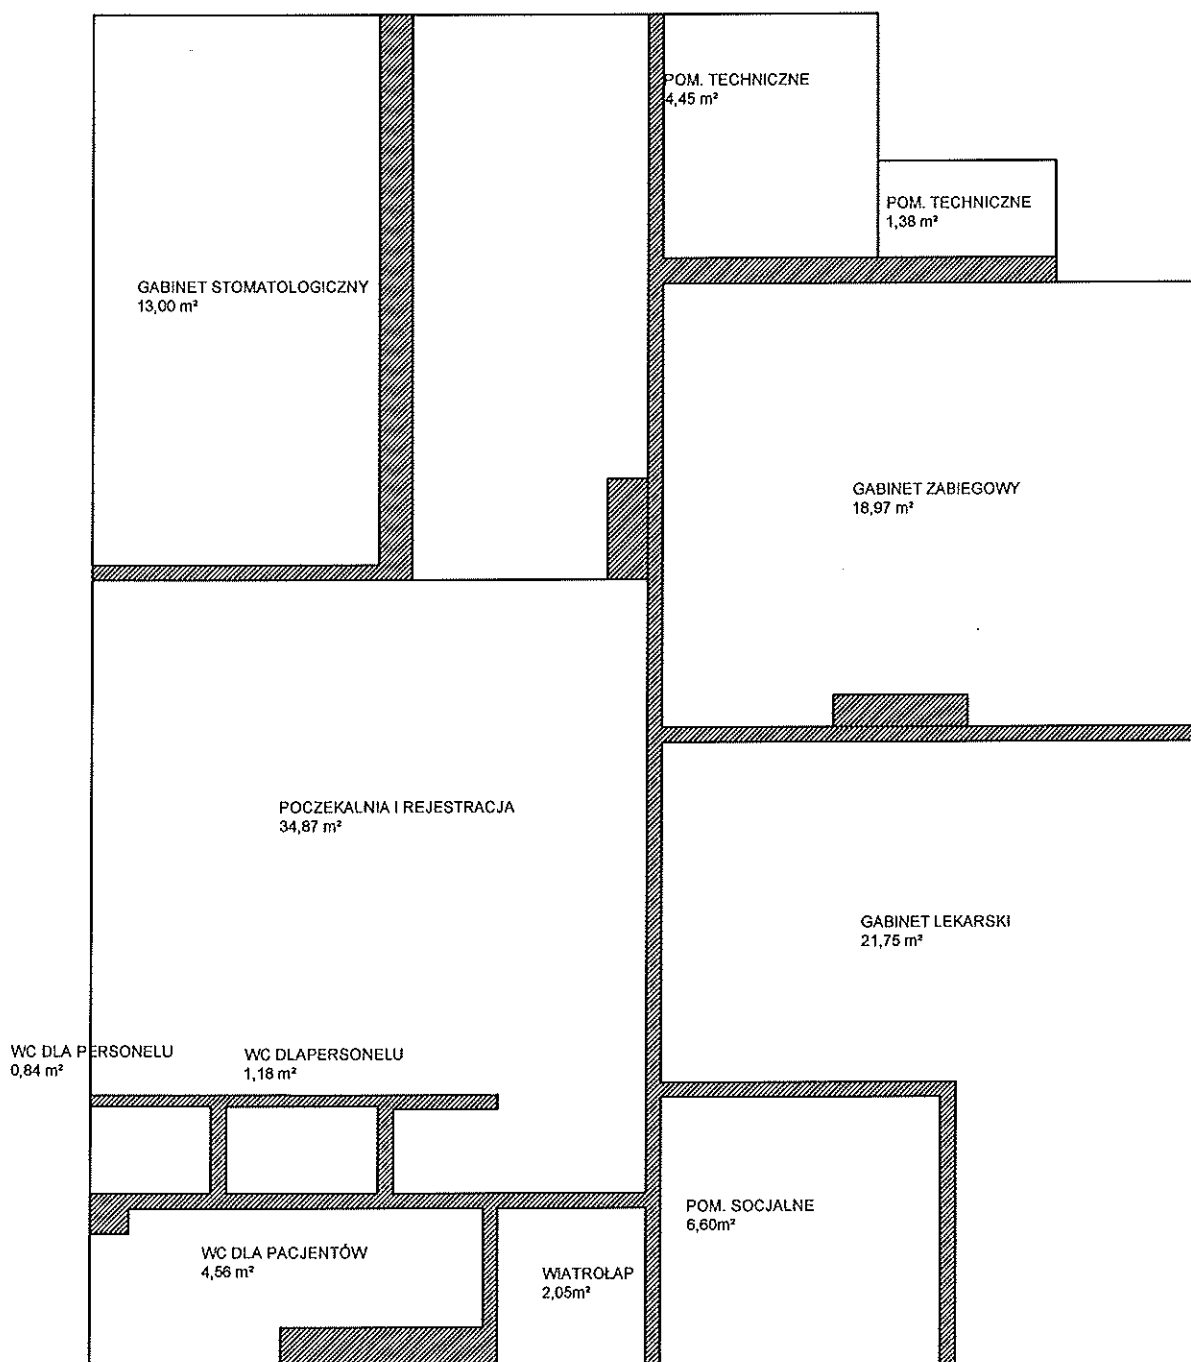 POM. TECHNICZNE
4,45 m²
POM. TECHNICZNE
1,38 m²
GABINET STOMATOLOGICZNY
13,00 m²
GABINET ZABIEGOWY
18,97 m²
POCZEKALNIA I REJESTRACJA
34,87 m²
GABINET LEKARSKI
21,75 m²
WC DLA PERSONELU
0,84 m²
WC DLAPERSONELU
1,18 m²
POM. SOCJALNE
6,60m²
WC DLA PACJENTÓW
4,56 m²
WIATROŁAP
2,05m²